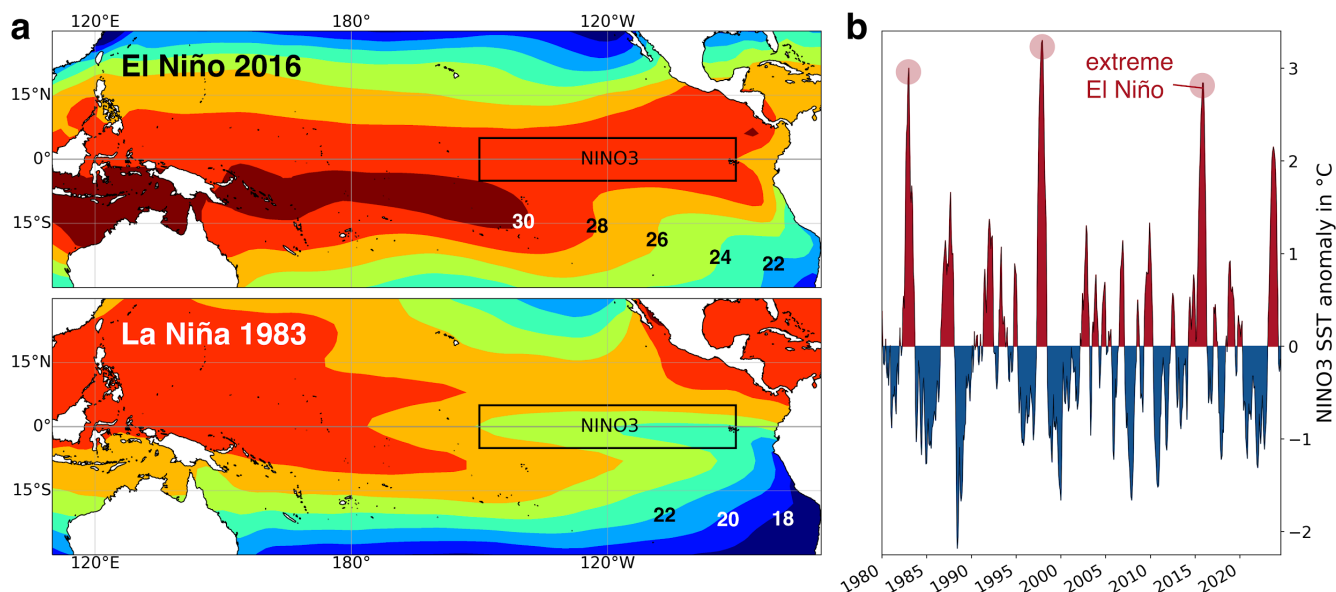 a
120°E 180° 120°W
El Niño 2016
15°N
0°
15°S
NINO3
30
28
26
24
22
La Niña 1983
15°N
0°
15°S
NINO3
22
20
18
120°E 180° 120°W
b
extreme
El Niño
3
2
1
0
−1
−2
NINO3 SST anomaly in °C
1980 1985 1990 1995 2000 2005 2010 2015 2020